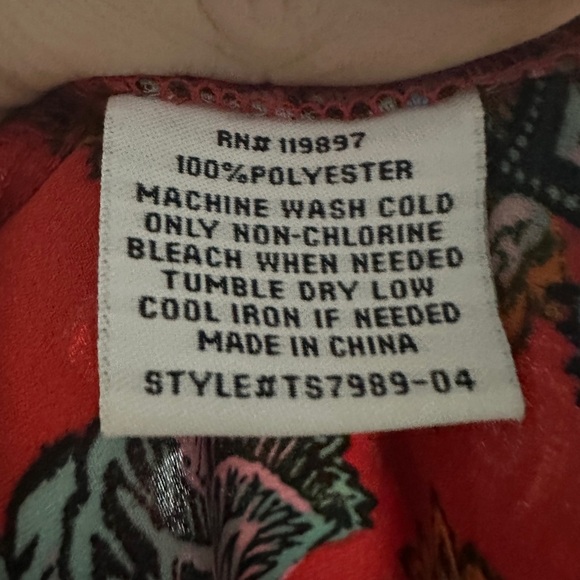 RN# 119897
100%POLYESTER
MACHINE WASH COLD
ONLY NON-CHLORINE
BLEACH WHEN NEEDED
TUMBLE DRY LOW
COOL IRON IF NEEDED
MADE IN CHINA
STYLE#TS7989-04